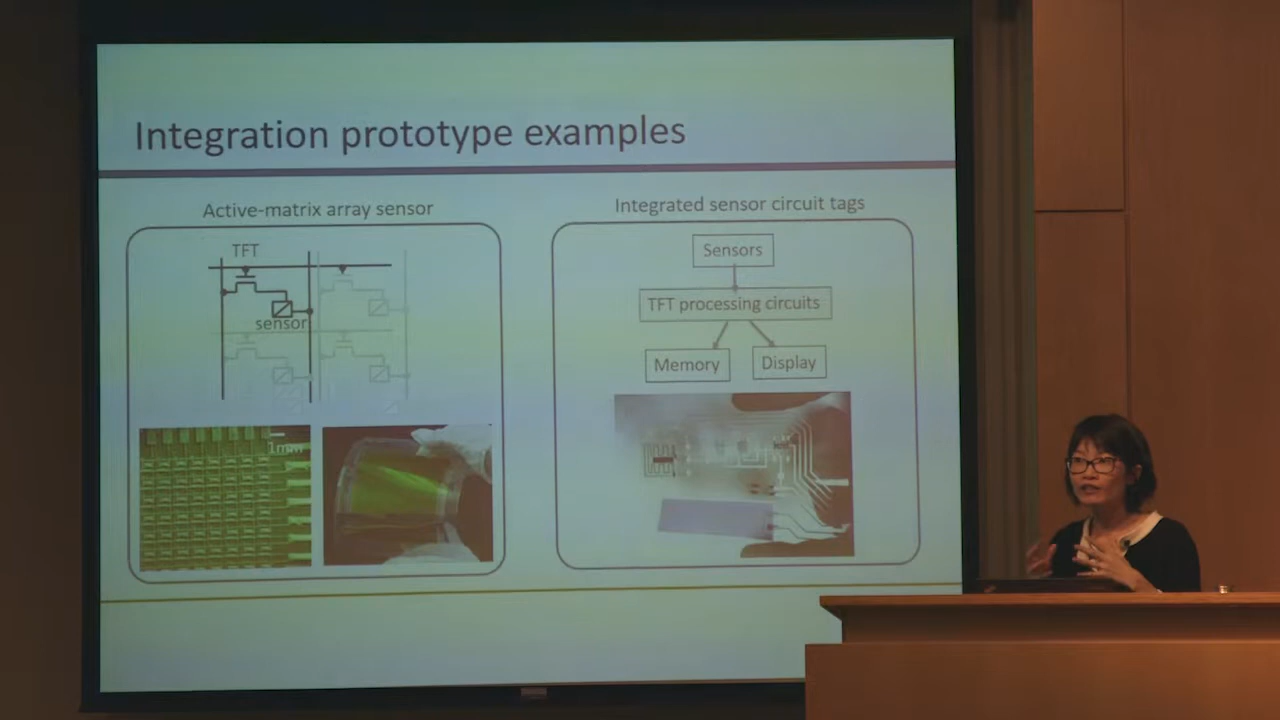 Integration prototype examples
Active-matrix array sensor
TFT
sensor
1mm
Integrated sensor circuit tags
Sensors
TFT processing circuits
Memory
Display